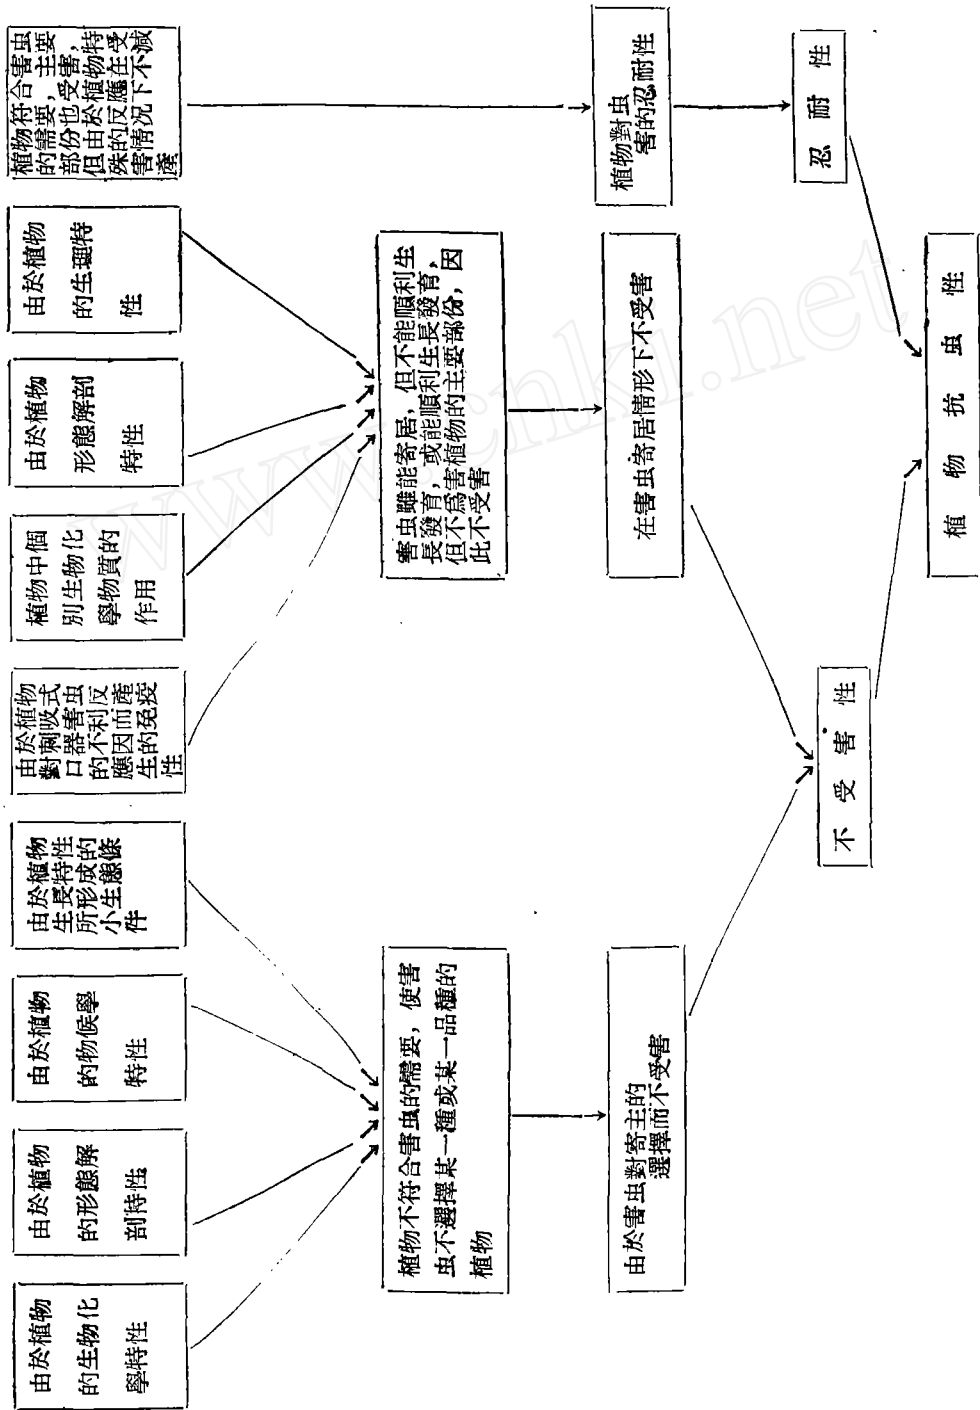 由於植物
的生物化
學特性
由於植物
的形態解
剖特性
由於植物
的物候學
特性
由於植物
生長特性
所形成的
小生態條
件
由於植物
對刺吸式
口器害虫
的不利反
應因而產
生的免疫
性
植物中個
別生物化
學物質的
作用
由於植物
形態解剖
特性
由於植物
的生理特
性
植物符合害虫
的需要，主要
部份也受害，
但由於植物特
殊的反應在受
害情况下不減
產
植物不符合害虫的需要，使害
虫不選擇某一種或某一品種的
植物
害虫雖能寄居，但不能順利生
長發育，或能順利生長發育，
但不爲害植物的主要部份，因
此不受害
由於害虫對寄主的
選擇而不受害
在害虫寄居情形下不受害
植物對虫
害的忍耐性
不受害性
忍耐性
植物抗虫性
www.cnki.net